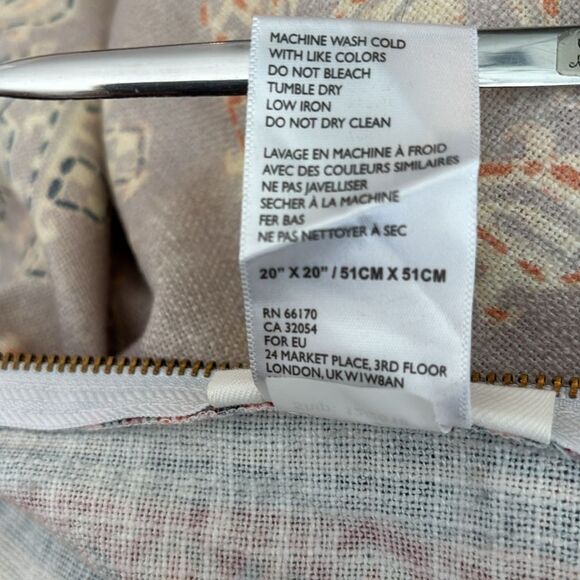 MACHINE WASH COLD
WITH LIKE COLORS
DO NOT BLEACH
TUMBLE DRY
LOW IRON
DO NOT DRY CLEAN
LAVAGE EN MACHINE À FROID
AVEC DES COULEURS SIMILAIRES
NE PAS JAVELLISER
SECHER À LA MACHINE
FER BAS
NE PAS NETTOYER À SEC
20" X 20" / 51CM X 51CM
RN 66170
CA 32054
FOR EU
24 MARKET PLACE, 3RD FLOOR
LONDON, UK W1W8AN